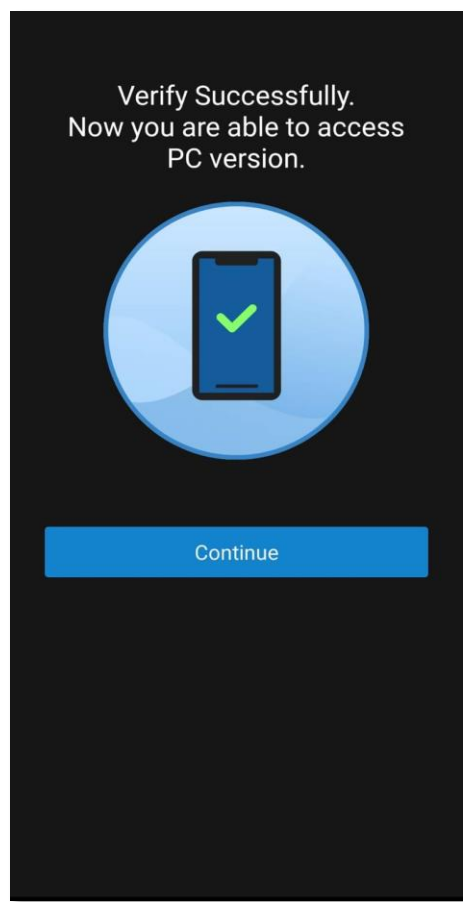 Verify Successfully.
Now you are able to access
PC version.
Continue